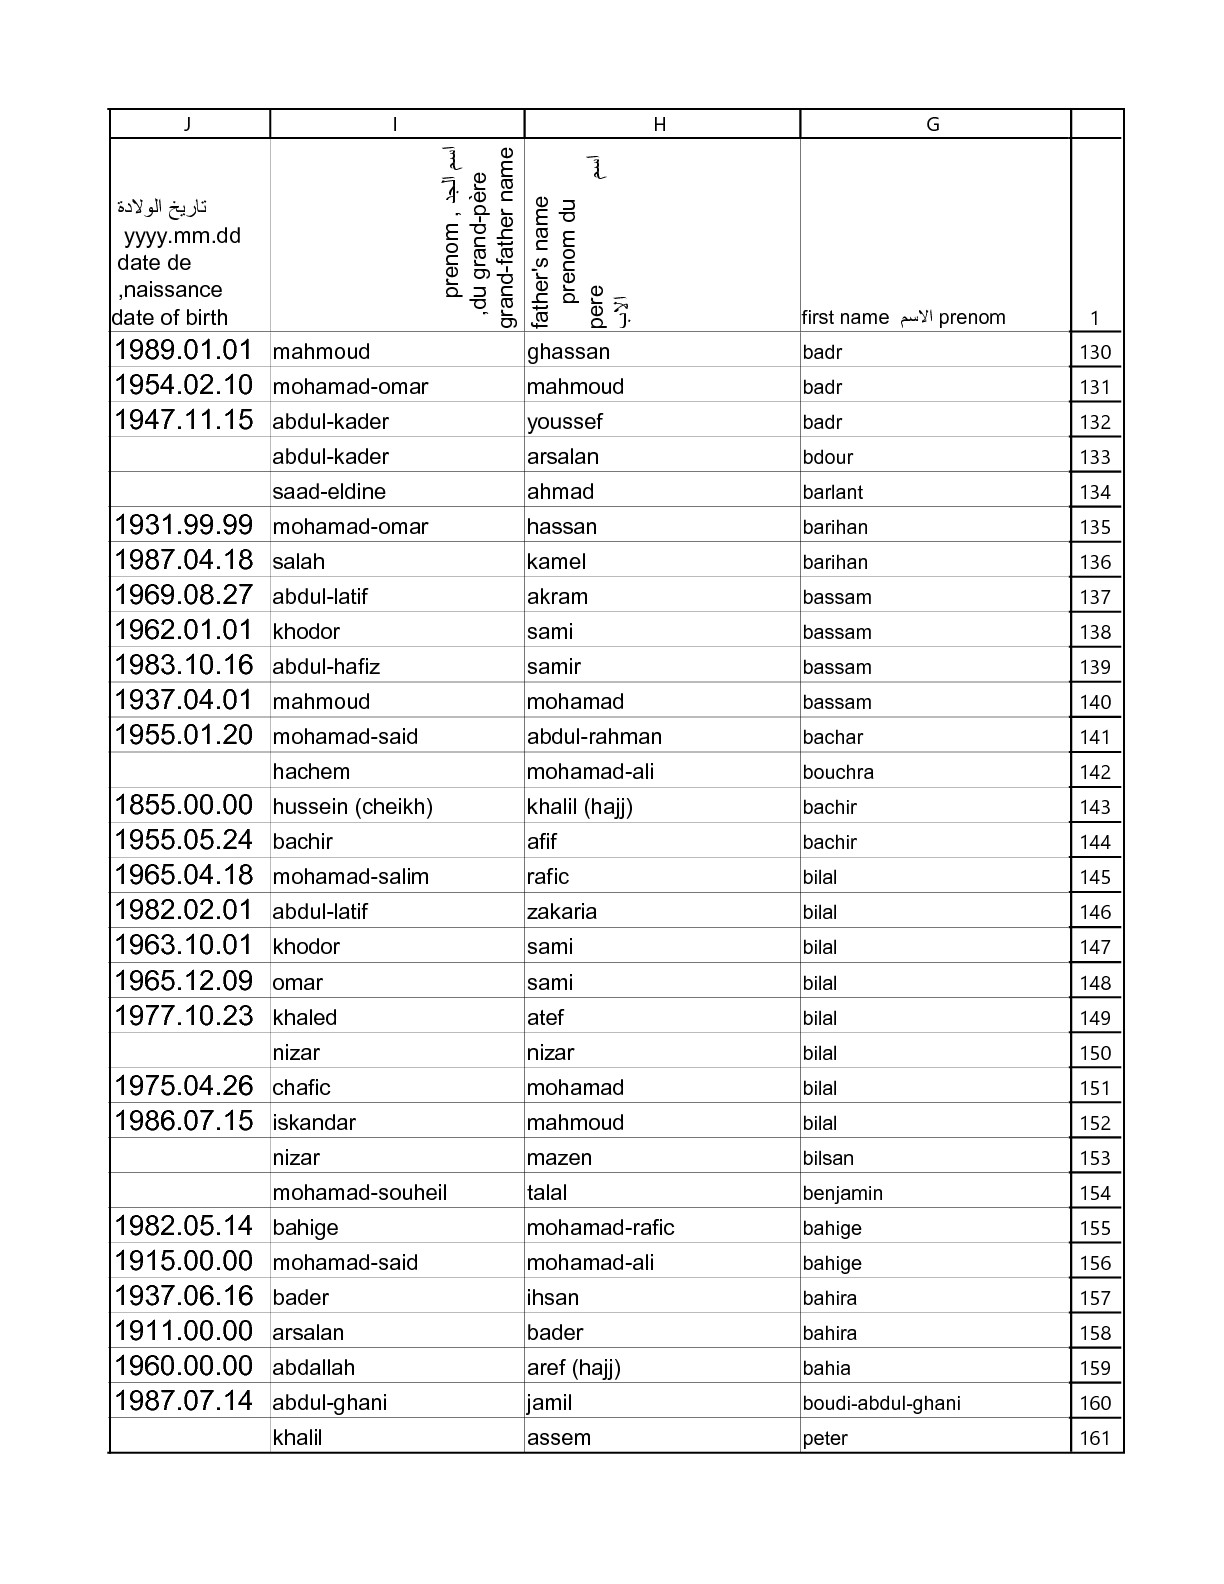 J I H G
تاريخ الولادة
yyyy.mm.dd
date de
,naissance
date of birth
اسم الجد , prenom
,du grand-père
grand-father name
father's name
اسم prenom du
pere
الاب
first name الاسم prenom 1
1989.01.01 mahmoud ghassan badr 130
1954.02.10 mohamad-omar mahmoud badr 131
1947.11.15 abdul-kader youssef badr 132
abdul-kader arsalan bdour 133
saad-eldine ahmad barlant 134
1931.99.99 mohamad-omar hassan barihan 135
1987.04.18 salah kamel barihan 136
1969.08.27 abdul-latif akram bassam 137
1962.01.01 khodor sami bassam 138
1983.10.16 abdul-hafiz samir bassam 139
1937.04.01 mahmoud mohamad bassam 140
1955.01.20 mohamad-said abdul-rahman bachar 141
hachem mohamad-ali bouchra 142
1855.00.00 hussein (cheikh) khalil (hajj) bachir 143
1955.05.24 bachir afif bachir 144
1965.04.18 mohamad-salim rafic bilal 145
1982.02.01 abdul-latif zakaria bilal 146
1963.10.01 khodor sami bilal 147
1965.12.09 omar sami bilal 148
1977.10.23 khaled atef bilal 149
nizar nizar bilal 150
1975.04.26 chafic mohamad bilal 151
1986.07.15 iskandar mahmoud bilal 152
nizar mazen bilsan 153
mohamad-souheil talal benjamin 154
1982.05.14 bahige mohamad-rafic bahige 155
1915.00.00 mohamad-said mohamad-ali bahige 156
1937.06.16 bader ihsan bahira 157
1911.00.00 arsalan bader bahira 158
1960.00.00 abdallah aref (hajj) bahia 159
1987.07.14 abdul-ghani jamil boudi-abdul-ghani 160
khalil assem peter 161